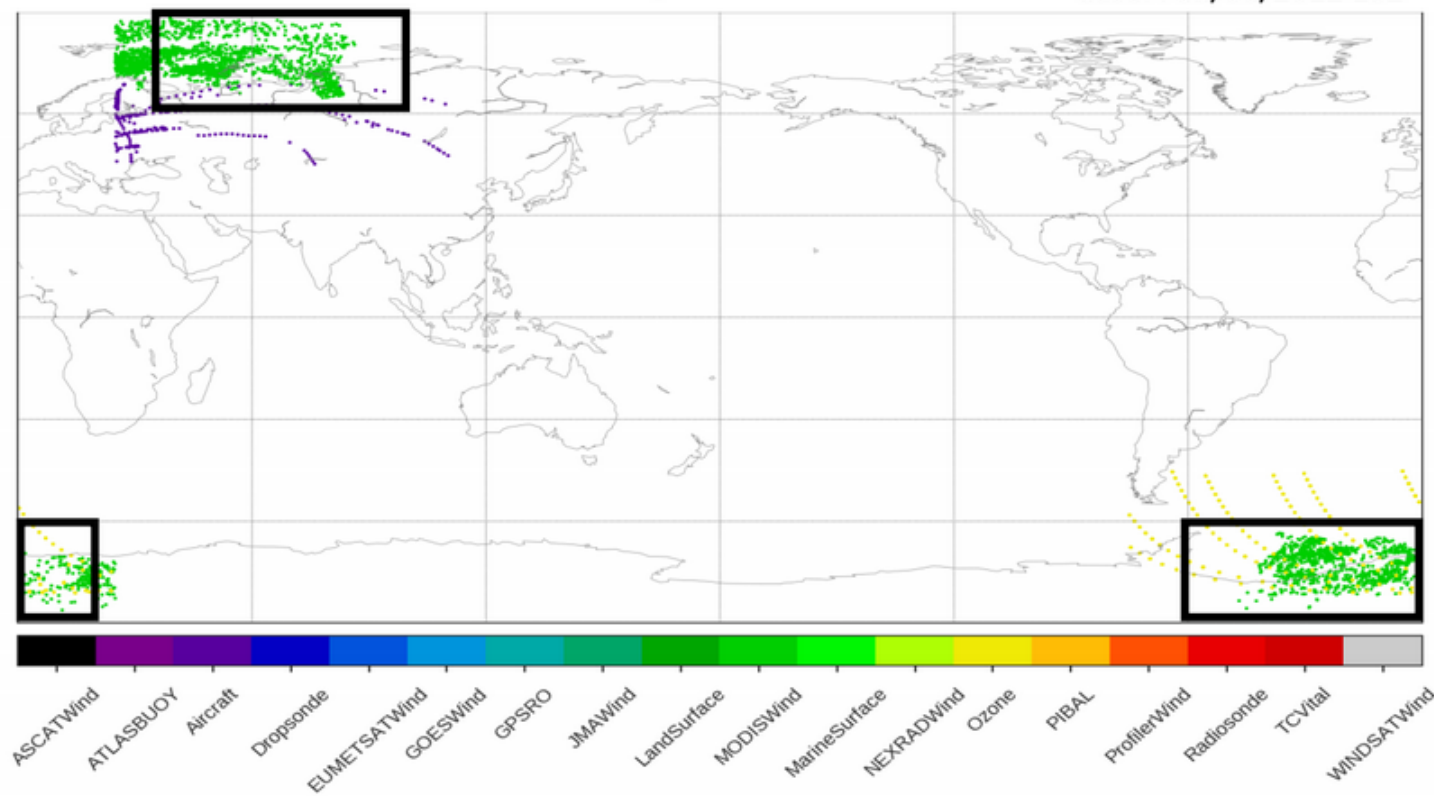 ASCATWind
ATLASBUOY
Aircraft
Dropsonde
EUMETSATWind
GOESWind
GPSRO
JMAWind
LandSurface
MODISWind
MarineSurface
NEXRADWind
Ozone
PIBAL
ProfilerWind
Radiosonde
TCVital
WINDSATWind